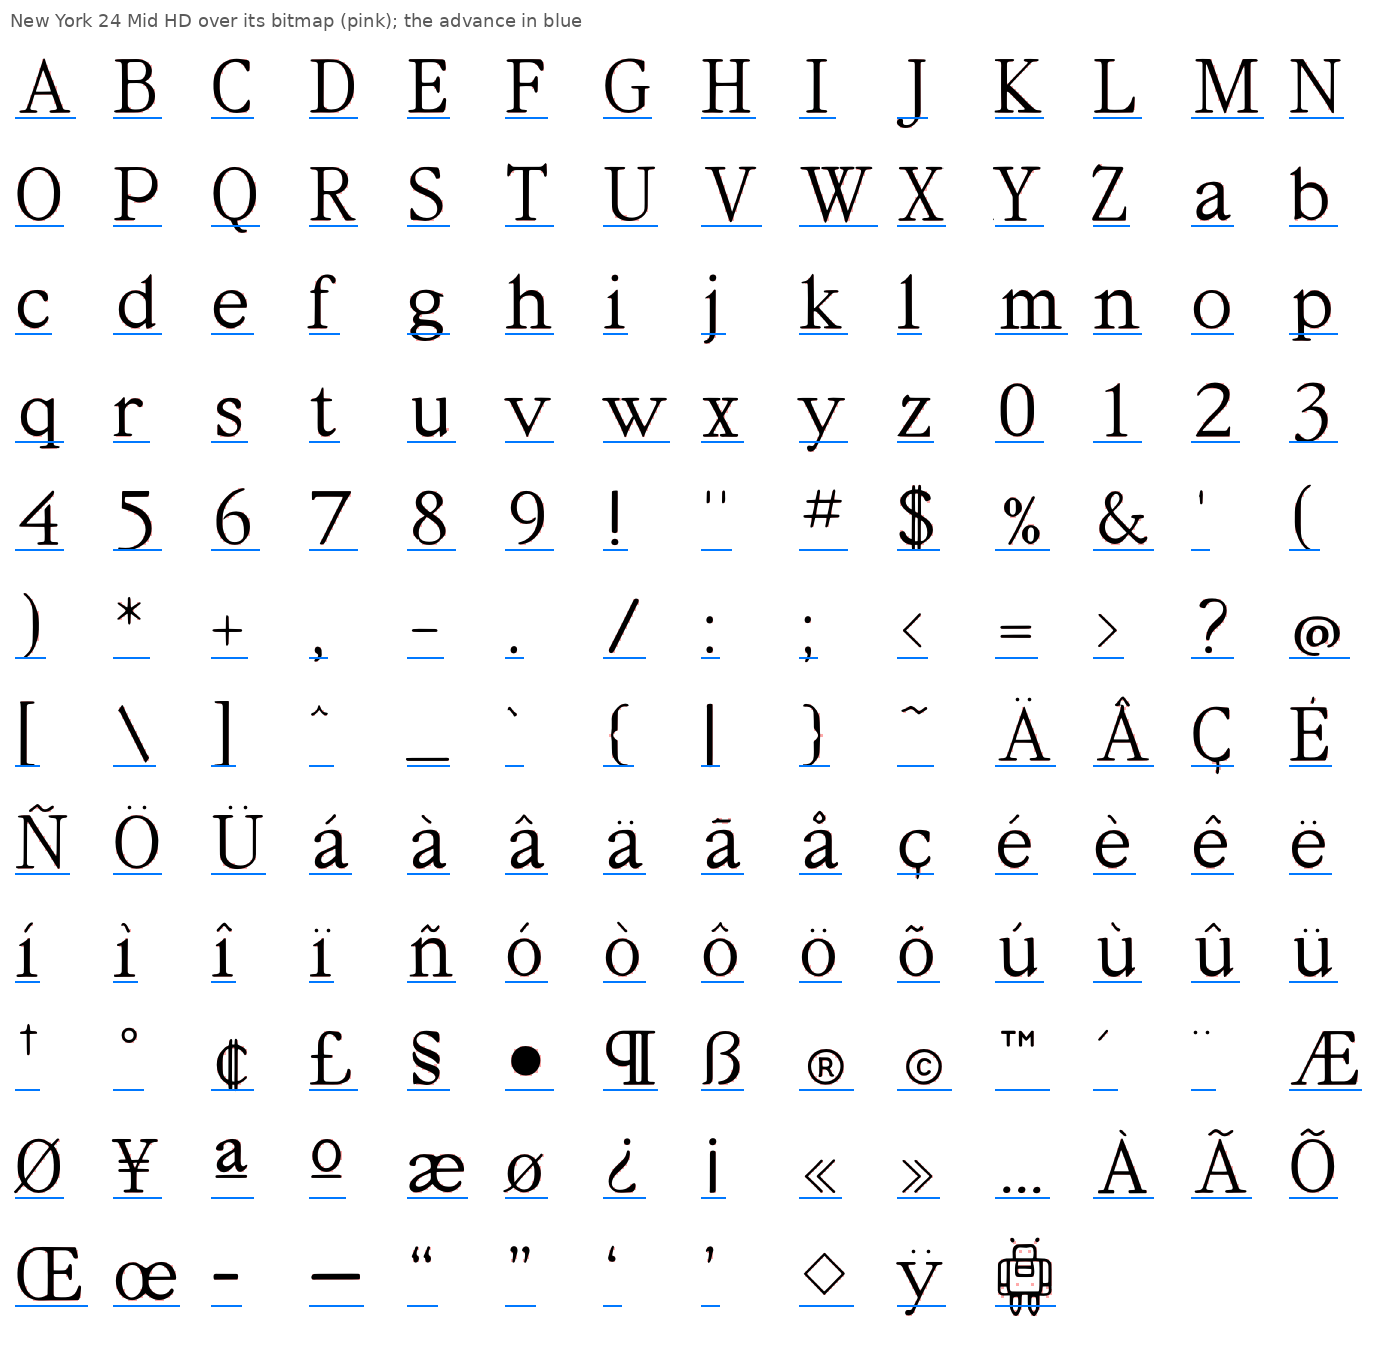 New York 24 Mid HD over its bitmap (pink); the advance in blue
A B C D E F G H I J K L M N
O P Q R S T U V W X Y Z a b
c d e f g h i j k l m n o p
q r s t u v w x y z 0 1 2 3
4 5 6 7 8 9 ! " # $ % & ' (
) * + , - . / : ; < = > ? @
[ \ ] ^ _ ` { | } ~ Ä Â Ç É
Ñ Ö Ü á à â ä ã å ç é è ê ë
í ì î ï ñ ó ò ô ö õ ú ù û ü
† ° ¢ £ § • ¶ ß ® © ™ ´ ¨ Æ
Ø ¥ ª º æ ø ¿ ¡ « » … À Ã Õ
Œ œ – — “ ” ‘ ’ ◊ ÿ